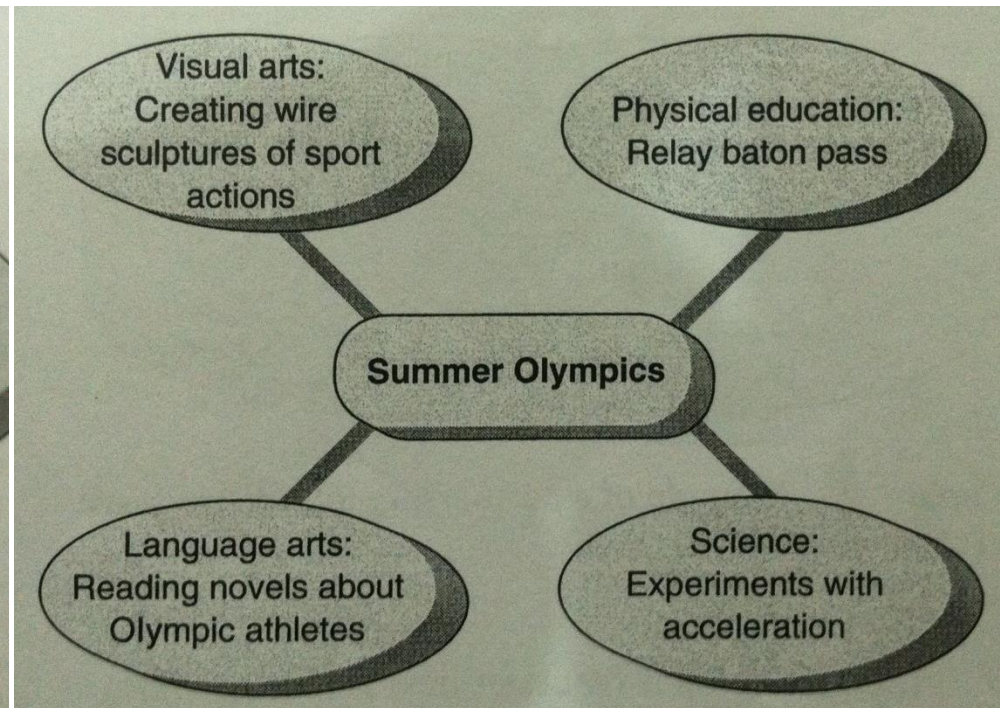 Visual arts:
Creating wire
sculptures of sport
actions
Physical education:
Relay baton pass
Summer Olympics
Language arts:
Reading novels about
Olympic athletes
Science:
Experiments with
acceleration